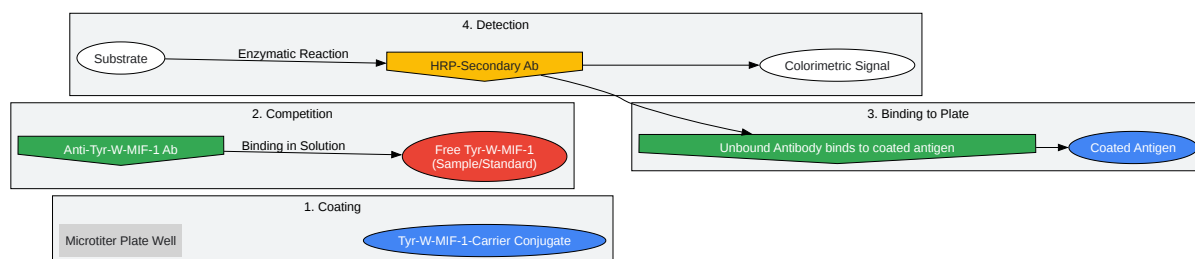 4. Detection
Substrate
Enzymatic Reaction
HRP-Secondary Ab
Colorimetric Signal
2. Competition
Anti-Tyr-W-MIF-1 Ab
Binding in Solution
Free Tyr-W-MIF-1
(Sample/Standard)
3. Binding to Plate
Unbound Antibody binds to coated antigen
Coated Antigen
1. Coating
Microtiter Plate Well
Tyr-W-MIF-1-Carrier Conjugate